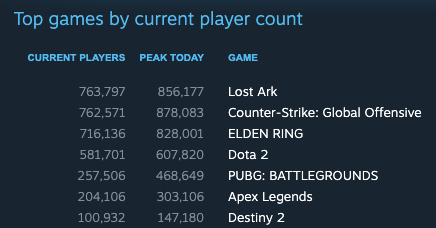 Top games by current player count
CURRENT PLAYERS PEAK TODAY GAME
763,797 856,177 Lost Ark
762,571 878,083 Counter-Strike: Global Offensive
716,136 828,001 ELDEN RING
581,701 607,820 Dota 2
257,506 468,649 PUBG: BATTLEGROUNDS
204,106 303,106 Apex Legends
100,932 147,180 Destiny 2